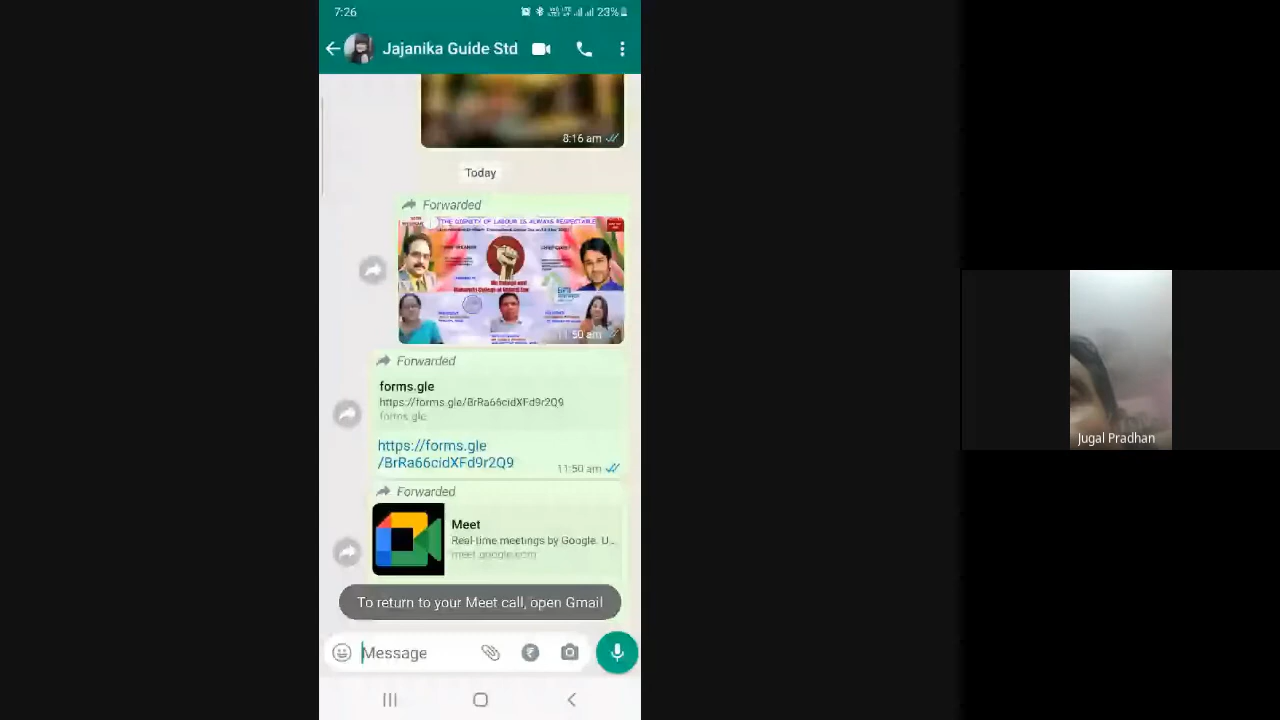 7:26
23%
Jajanika Guide Std
8:16 am
Today
Forwarded
THE DIGNITY OF LABOUR IS ALWAYS RESPECTABLE
11:50 am
Forwarded
forms.gle
https://forms.gle/BrRa66cidXFd9r2Q9
forms.gle
https://forms.gle
/BrRa66cidXFd9r2Q9
11:50 am
Forwarded
Meet
Real-time meetings by Google. U...
meet.google.com
To return to your Meet call, open Gmail
Message
Jugal Pradhan